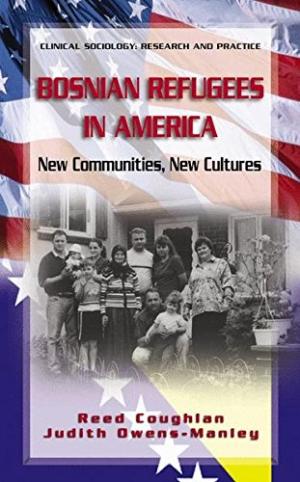 CLINICAL SOCIOLOGY: RESEARCH AND PRACTICE
BOSNIAN REFUGEES
IN AMERICA
New Communities, New Cultures
Reed Coughlan
Judith Owens-Manley